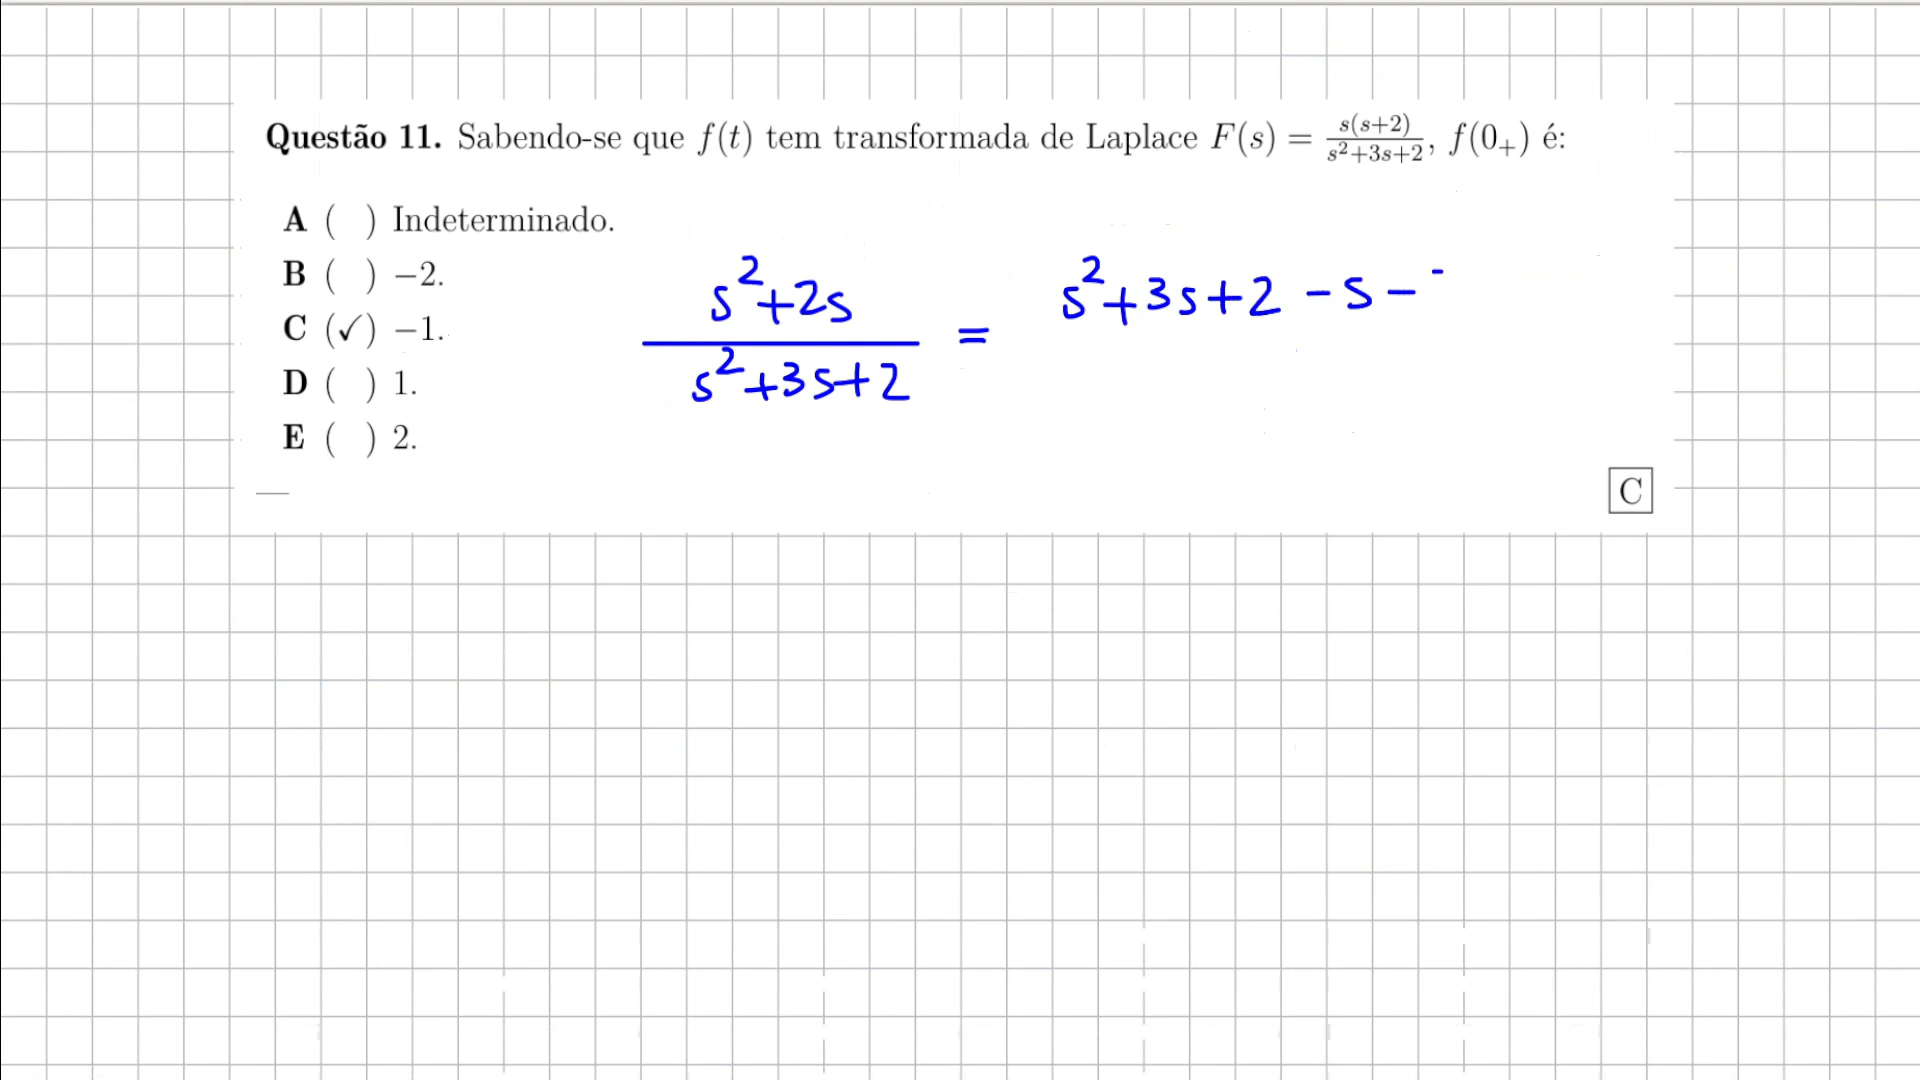 Questão 11. Sabendo-se que f(t) tem transformada de Laplace F(s) = s(s+2)/s²+3s+2, f(0₊) é:
A ( ) Indeterminado.
B ( ) −2.
C (✓) −1.
D ( ) 1.
E ( ) 2.
s²+2s
s²+3s+2
=
s²+3s+2 −s−
C